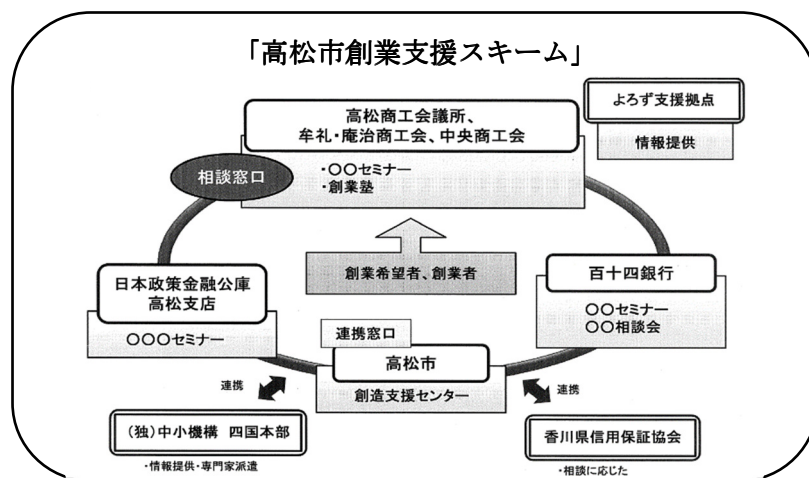 「高松市創業支援スキーム」
よろず支援拠点
情報提供
高松商工会議所、
牟礼・庵治商工会、中央商工会
相談窓口
・〇〇セミナー
・創業塾
創業希望者、創業者
日本政策金融公庫
高松支店
〇〇〇セミナー
百十四銀行
〇〇セミナー
〇〇相談会
連携窓口
高松市
創造支援センター
連携
連携
(独)中小機構 四国本部
・情報提供・専門家派遣
香川県信用保証協会
・相談に応じた